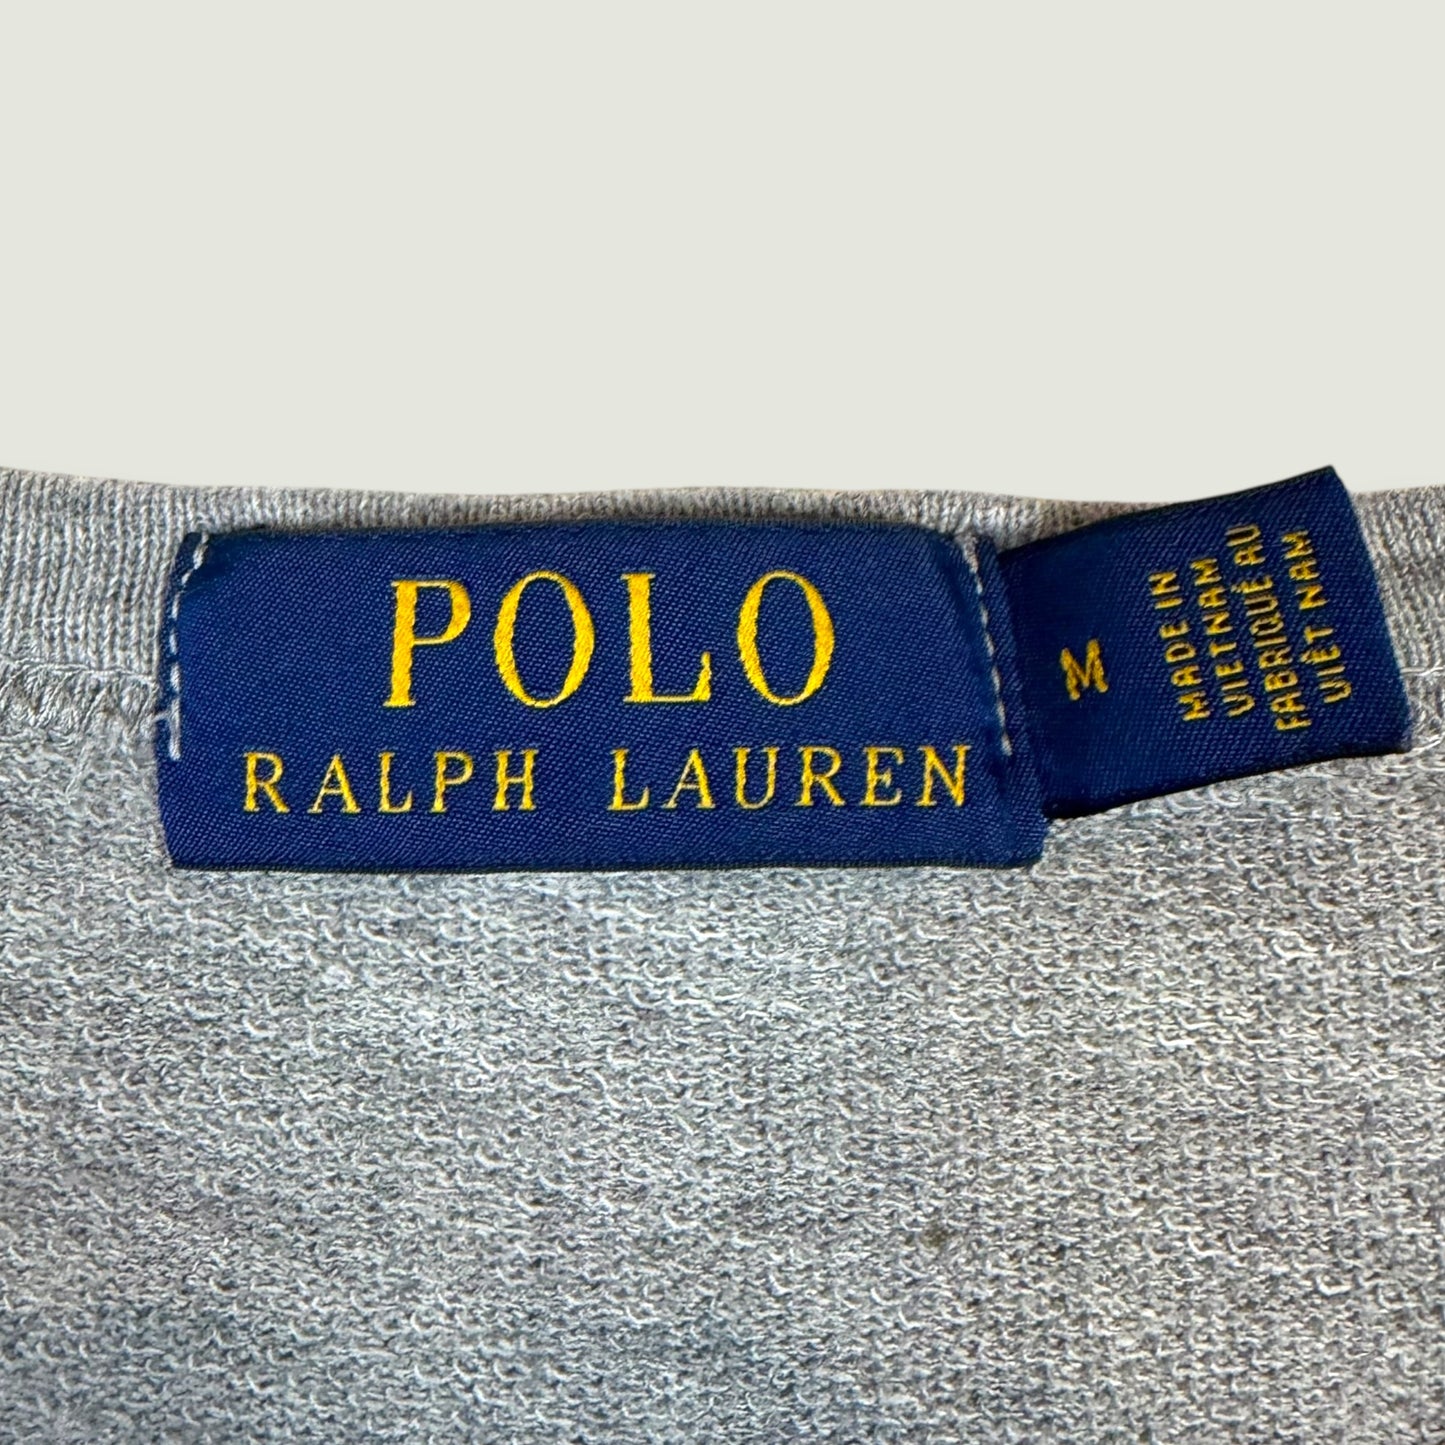 POLO
RALPH LAUREN
M
MADE IN
VIETNAM
FABRIQUÉ AU
VIÊT NAM